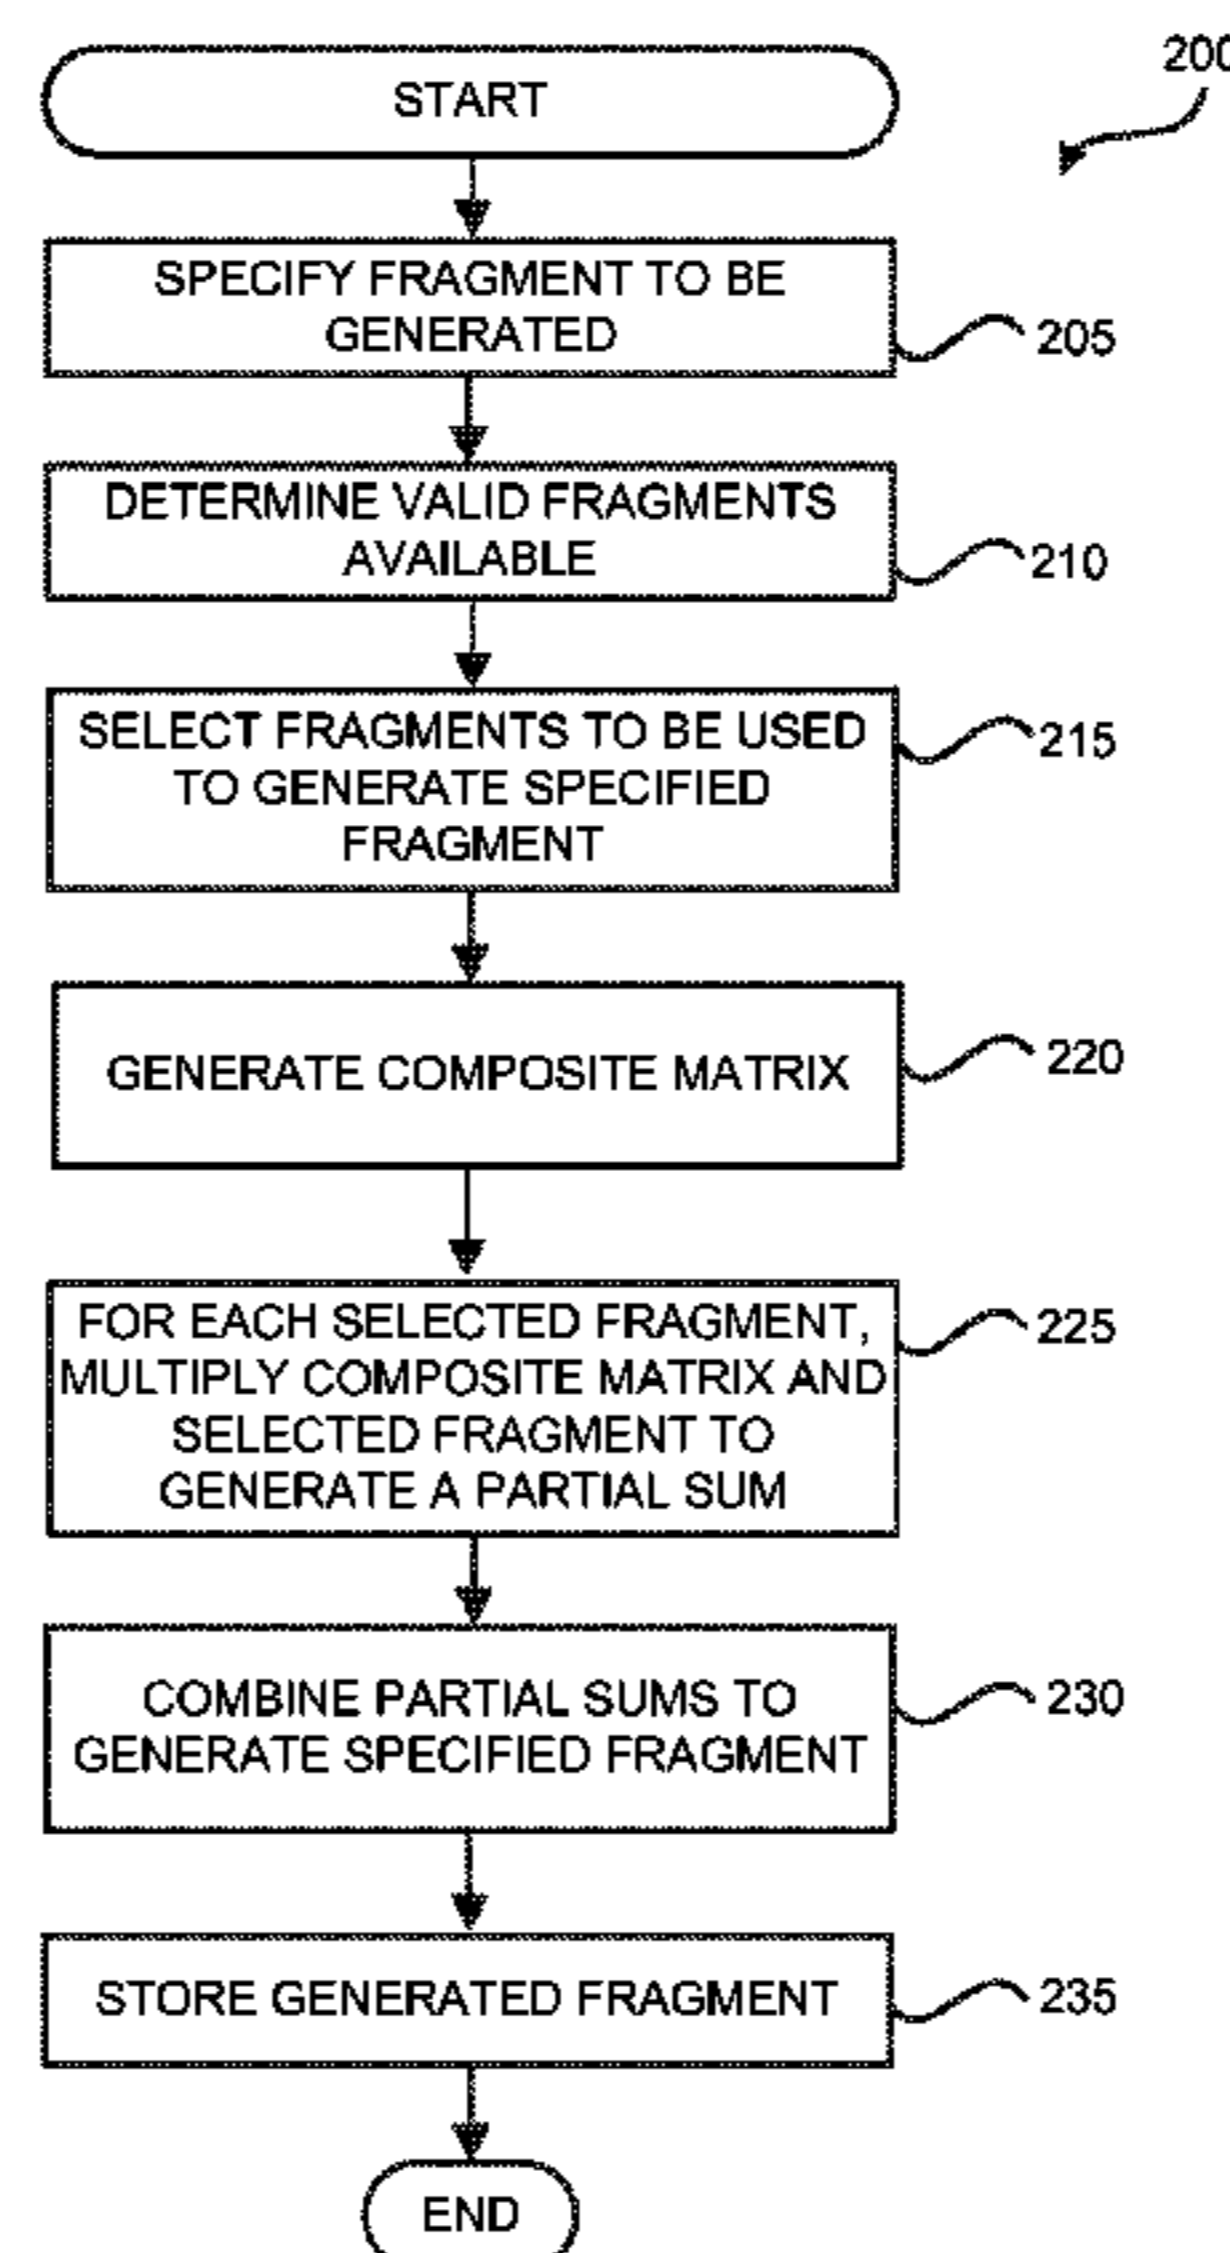 START
200
SPECIFY FRAGMENT TO BE
GENERATED
205
DETERMINE VALID FRAGMENTS
AVAILABLE
210
SELECT FRAGMENTS TO BE USED
TO GENERATE SPECIFIED
FRAGMENT
215
GENERATE COMPOSITE MATRIX
220
FOR EACH SELECTED FRAGMENT,
MULTIPLY COMPOSITE MATRIX AND
SELECTED FRAGMENT TO
GENERATE A PARTIAL SUM
225
COMBINE PARTIAL SUMS TO
GENERATE SPECIFIED FRAGMENT
230
STORE GENERATED FRAGMENT
235
END